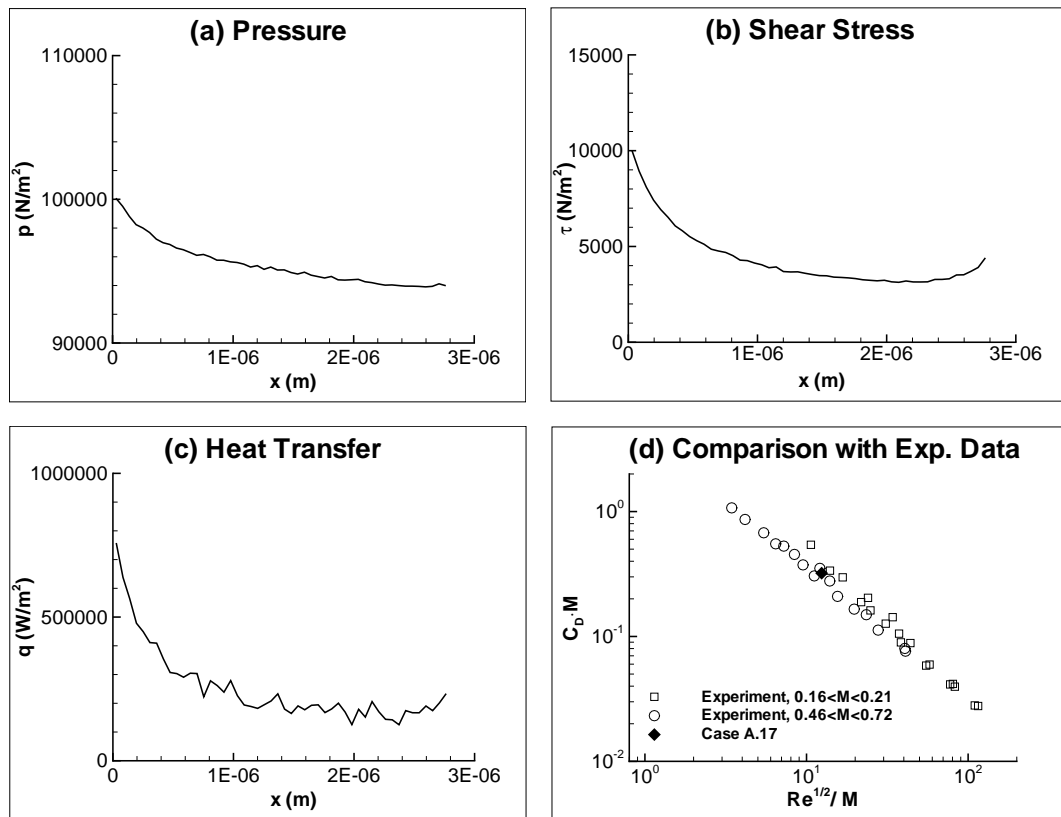 (a) Pressure
110000
100000
90000
p (N/m²)
0
1E-06
2E-06
3E-06
x (m)
(b) Shear Stress
15000
10000
5000
0
τ (N/m²)
0
1E-06
2E-06
3E-06
x (m)
(c) Heat Transfer
1000000
500000
0
q (W/m²)
0
1E-06
2E-06
3E-06
x (m)
(d) Comparison with Exp. Data
10⁰
10⁻¹
10⁻²
C_D·M
Experiment, 0.16<M<0.21
Experiment, 0.46<M<0.72
Case A.17
10⁰
10¹
10²
Re^{1/2}/ M